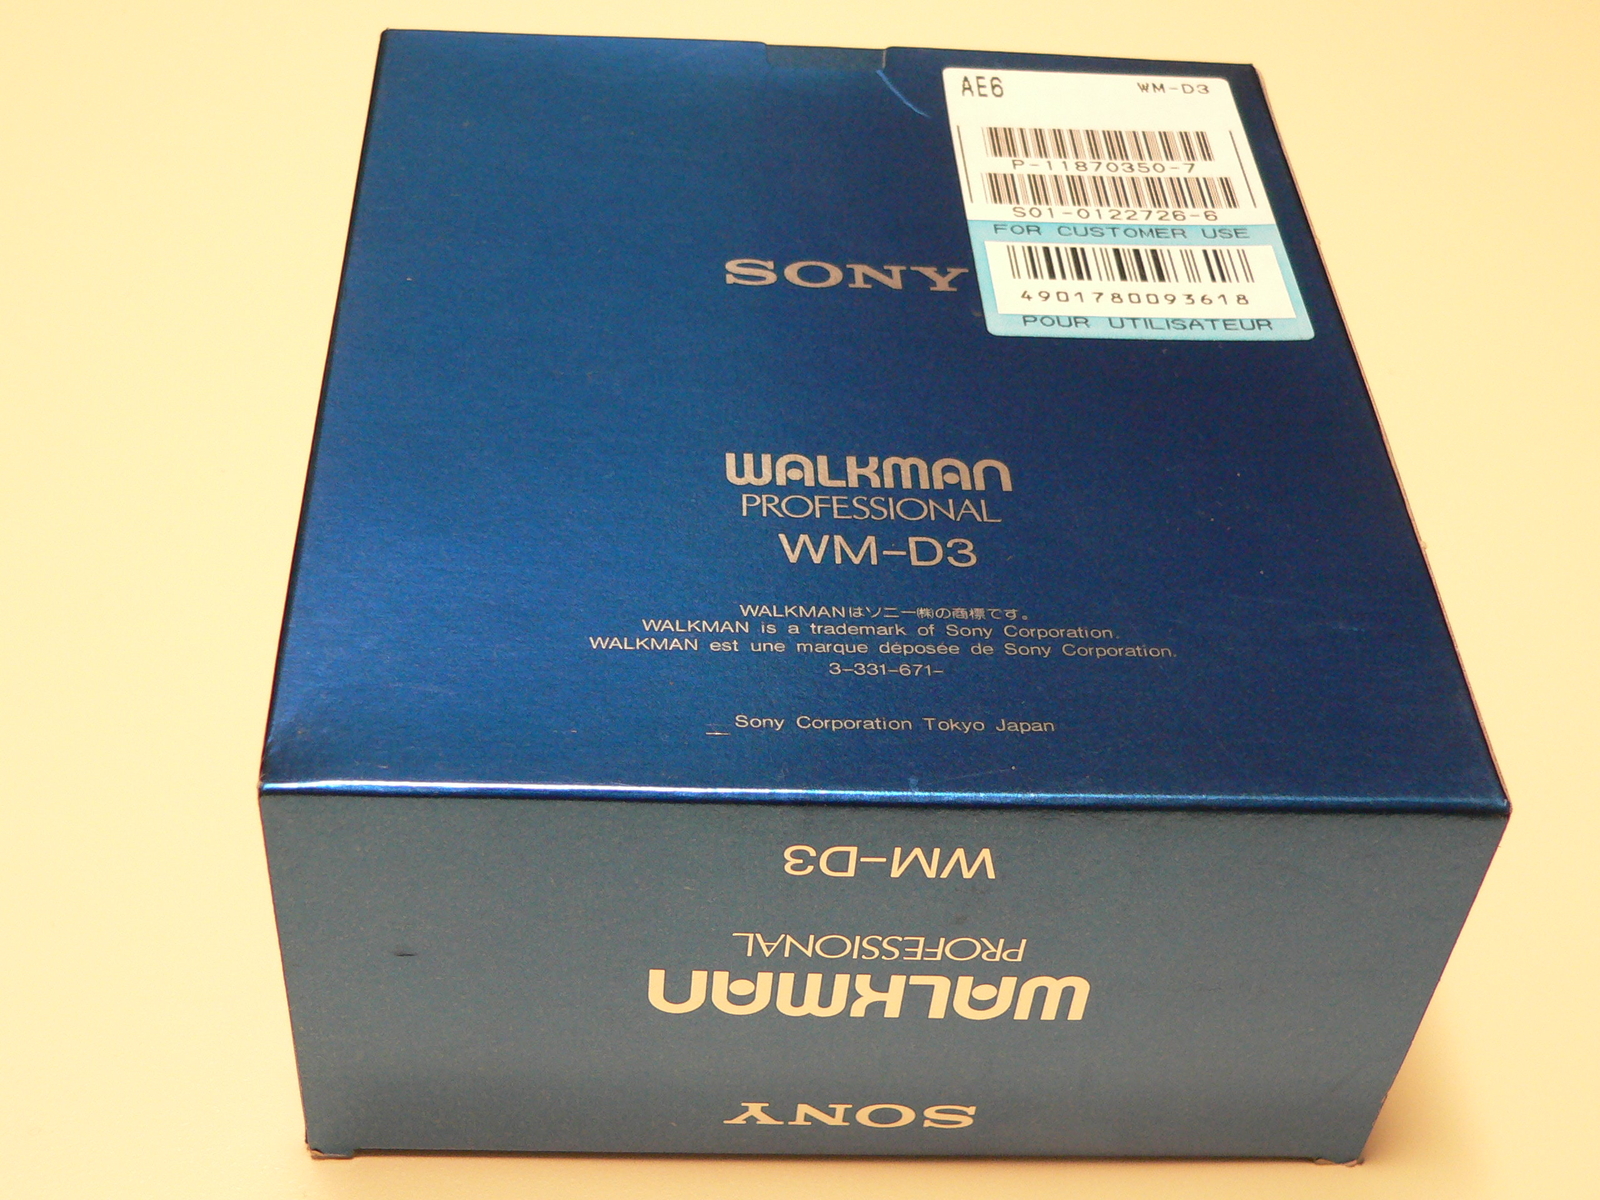 AE6 WM-D3
P-11870350-7
S01-0122726-6
FOR CUSTOMER USE
4901780093618
POUR UTILISATEUR
SONY
WALKMAN
PROFESSIONAL
WM-D3
WALKMANはソニー㈱の商標です。
WALKMAN is a trademark of Sony Corporation.
WALKMAN est une marque déposée de Sony Corporation.
3-331-671-
Sony Corporation Tokyo Japan
SONY
WALKMAN
PROFESSIONAL
WM-D3